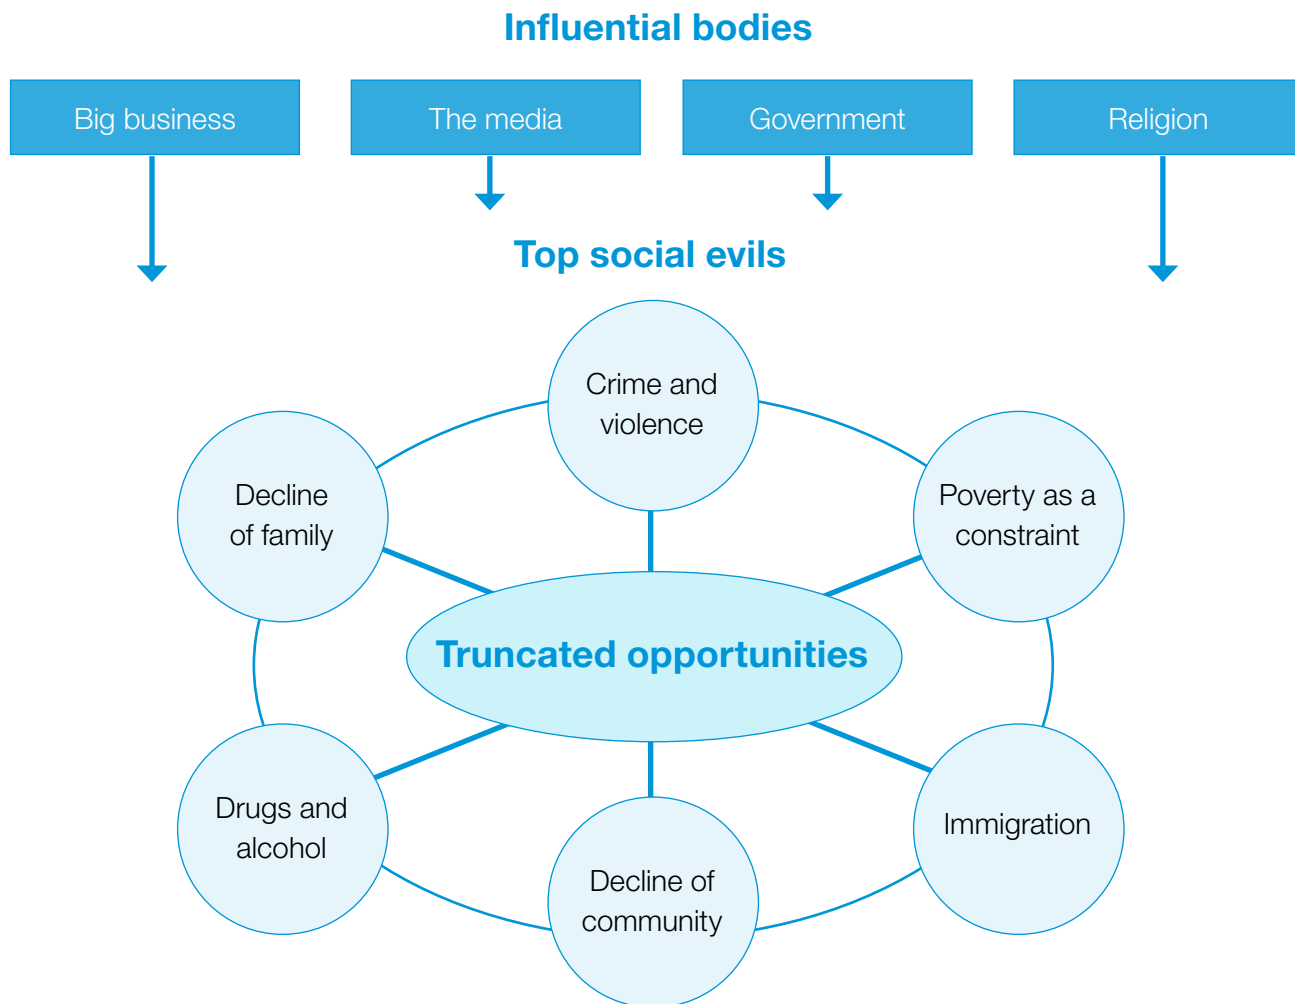 Influential bodies
Big business
The media
Government
Religion
Top social evils
Crime and
violence
Decline
of family
Poverty as a
constraint
Truncated opportunities
Drugs and
alcohol
Immigration
Decline of
community